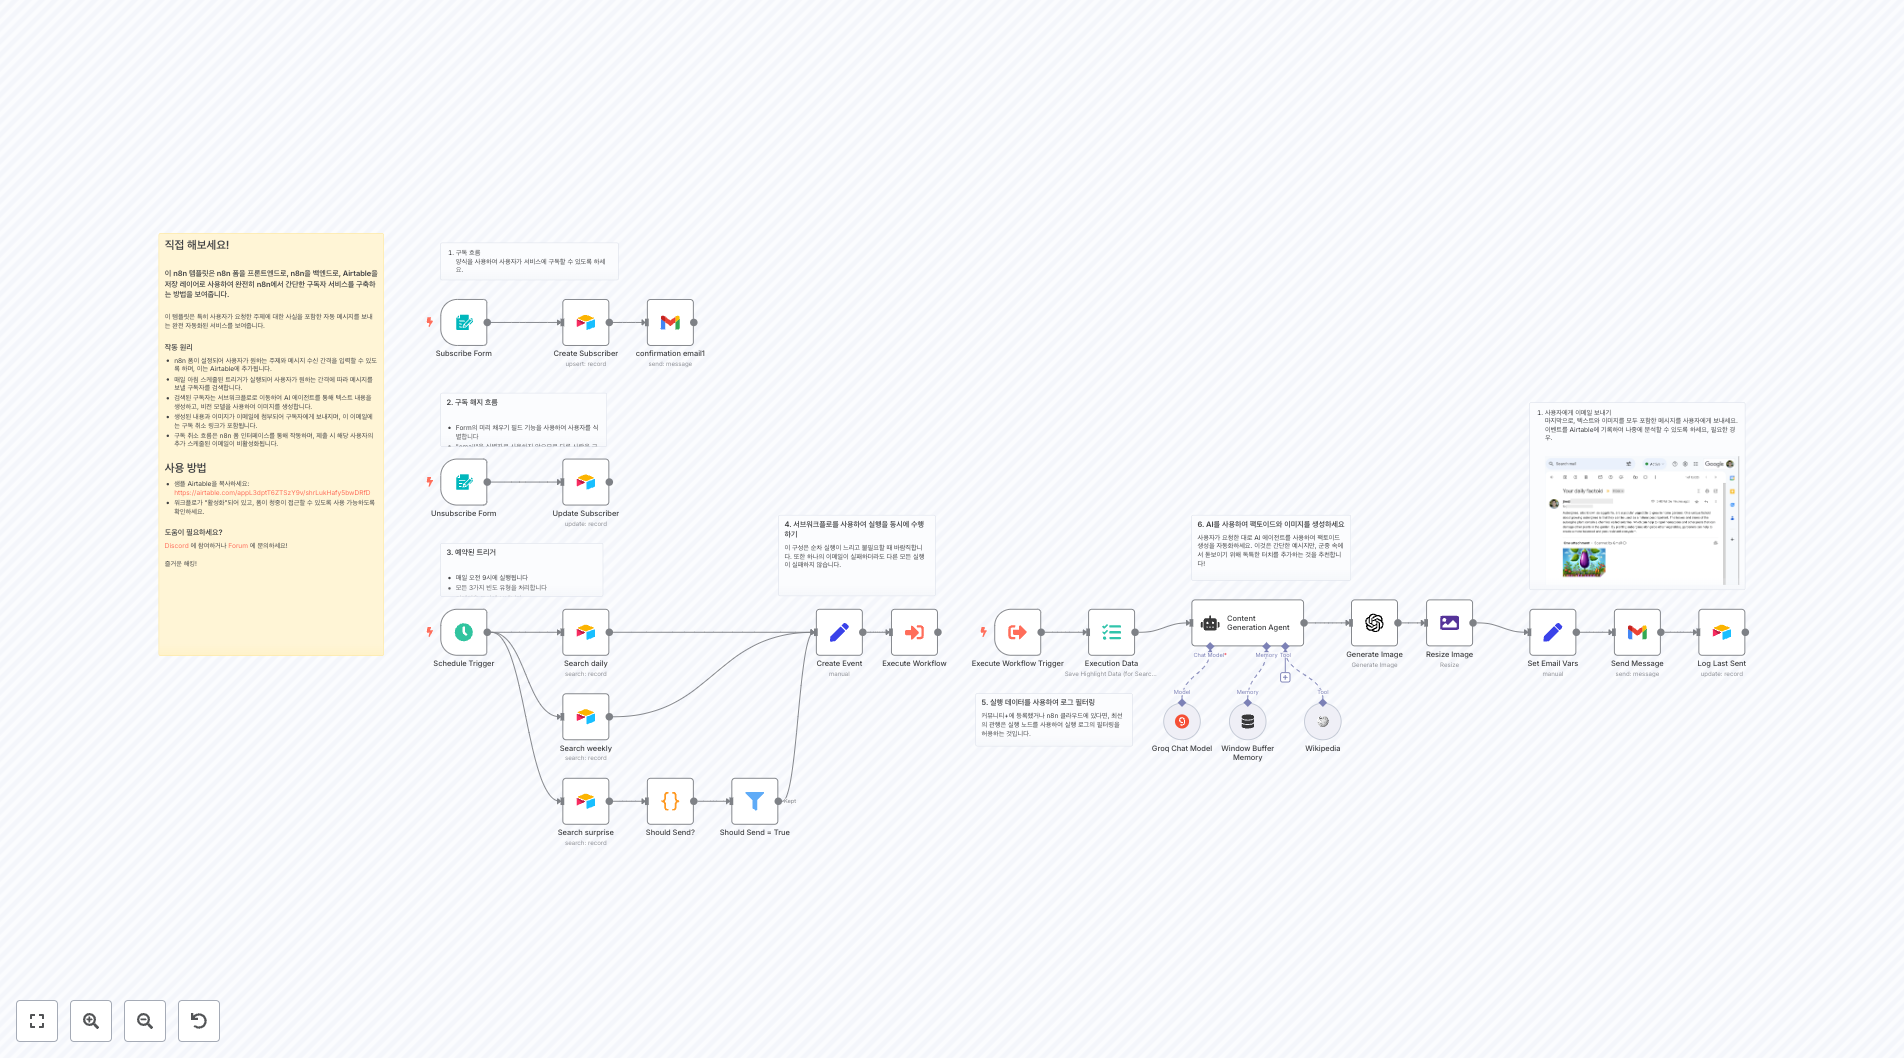 직접 해보세요!
이 n8n 템플릿은 n8n 폼을 프론트엔드로, n8n을 백엔드로, Airtable을
저장 레이어로 사용하여 완전히 n8n에서 간단한 구독자 서비스를 구축하
는 방법을 보여줍니다.
이 템플릿은 특히 사용자가 요청한 주제에 대한 사실을 포함한 자동 메시지를 보내
는 완전 자동화된 서비스를 보여줍니다.
작동 원리
n8n 폼이 설정되어 사용자가 원하는 주제와 메시지 수신 간격을 입력할 수 있도
록 하며, 이는 Airtable에 추가됩니다.
매일 아침 스케줄된 트리거가 실행되어 사용자가 원하는 간격에 따라 메시지를
보낼 구독자를 검색합니다.
검색된 구독자는 서브워크플로로 이동하여 AI 에이전트를 통해 텍스트 내용을
생성하고, 비전 모델을 사용하여 이미지를 생성합니다.
생성된 내용과 이미지가 이메일에 첨부되어 구독자에게 보내지며, 이 이메일에
는 구독 취소 링크가 포함됩니다.
구독 취소 흐름은 n8n 폼 인터페이스를 통해 작동하며, 제출 시 해당 사용자의
추가 스케줄된 이메일이 비활성화됩니다.
사용 방법
샘플 Airtable을 복사하세요:
워크플로가 "활성화"되어 있고, 폼이 청중이 접근할 수 있도록 사용 가능하도록
확인하세요.
도움이 필요하세요?
Discord 에 참여하거나 Forum 에 문의하세요!
즐거운 해킹!
1. 구독 흐름
양식을 사용하여 사용자가 서비스에 구독할 수 있도록 하세
요.
Subscribe Form
Create Subscriber
upsert: record
confirmation email1
send: message
2. 구독 해지 흐름
Form의 미리 채우기 필드 기능을 사용하여 사용자를 식
별합니다
Unsubscribe Form
Update Subscriber
update: record
3. 예약된 트리거
매일 오전 9시에 실행됩니다
모든 3가지 빈도 유형을 처리합니다
Schedule Trigger
Search daily
search: record
Search weekly
search: record
Search surprise
search: record
Should Send?
Should Send = True
Kept
4. 서브워크플로를 사용하여 실행을 동시에 수행
하기
이 구성은 순차 실행이 느리고 불필요할 때 바람직합니
다. 또한 하나의 이메일이 실패하더라도 다른 모든 실행
이 실패하지 않습니다.
Create Event
manual
Execute Workflow
Execute Workflow Trigger
Execution Data
Save Highlight Data (for Searc...
5. 실행 데이터를 사용하여 로그 필터링
커뮤니티+에 등록했거나 n8n 클라우드에 있다면, 최선
의 관행은 실행 노드를 사용하여 실행 로그의 필터링을
허용하는 것입니다.
6. AI를 사용하여 팩토이드와 이미지를 생성하세요
사용자가 요청한 대로 AI 에이전트를 사용하여 팩토이드
생성을 자동화하세요. 이것은 간단한 예시지만, 군중 속에
서 돋보이기 위해 독특한 터치를 추가하는 것을 추천합니
다!
Content
Generation Agent
Chat Model*
Memory
Tool
Model
Memory
Tool
Groq Chat Model
Window Buffer
Memory
Wikipedia
Generate Image
Generate Image
Resize Image
Resize
1. 사용자에게 이메일 보내기
마지막으로, 텍스트와 이미지를 모두 포함한 메시지를 사용자에게 보내세요.
이벤트를 Airtable에 기록하여 나중에 분석할 수 있도록 하세요, 필요한 경
우.
Search mail
Google
Your daily factoid
Set Email Vars
manual
Send Message
send: message
Log Last Sent
update: record